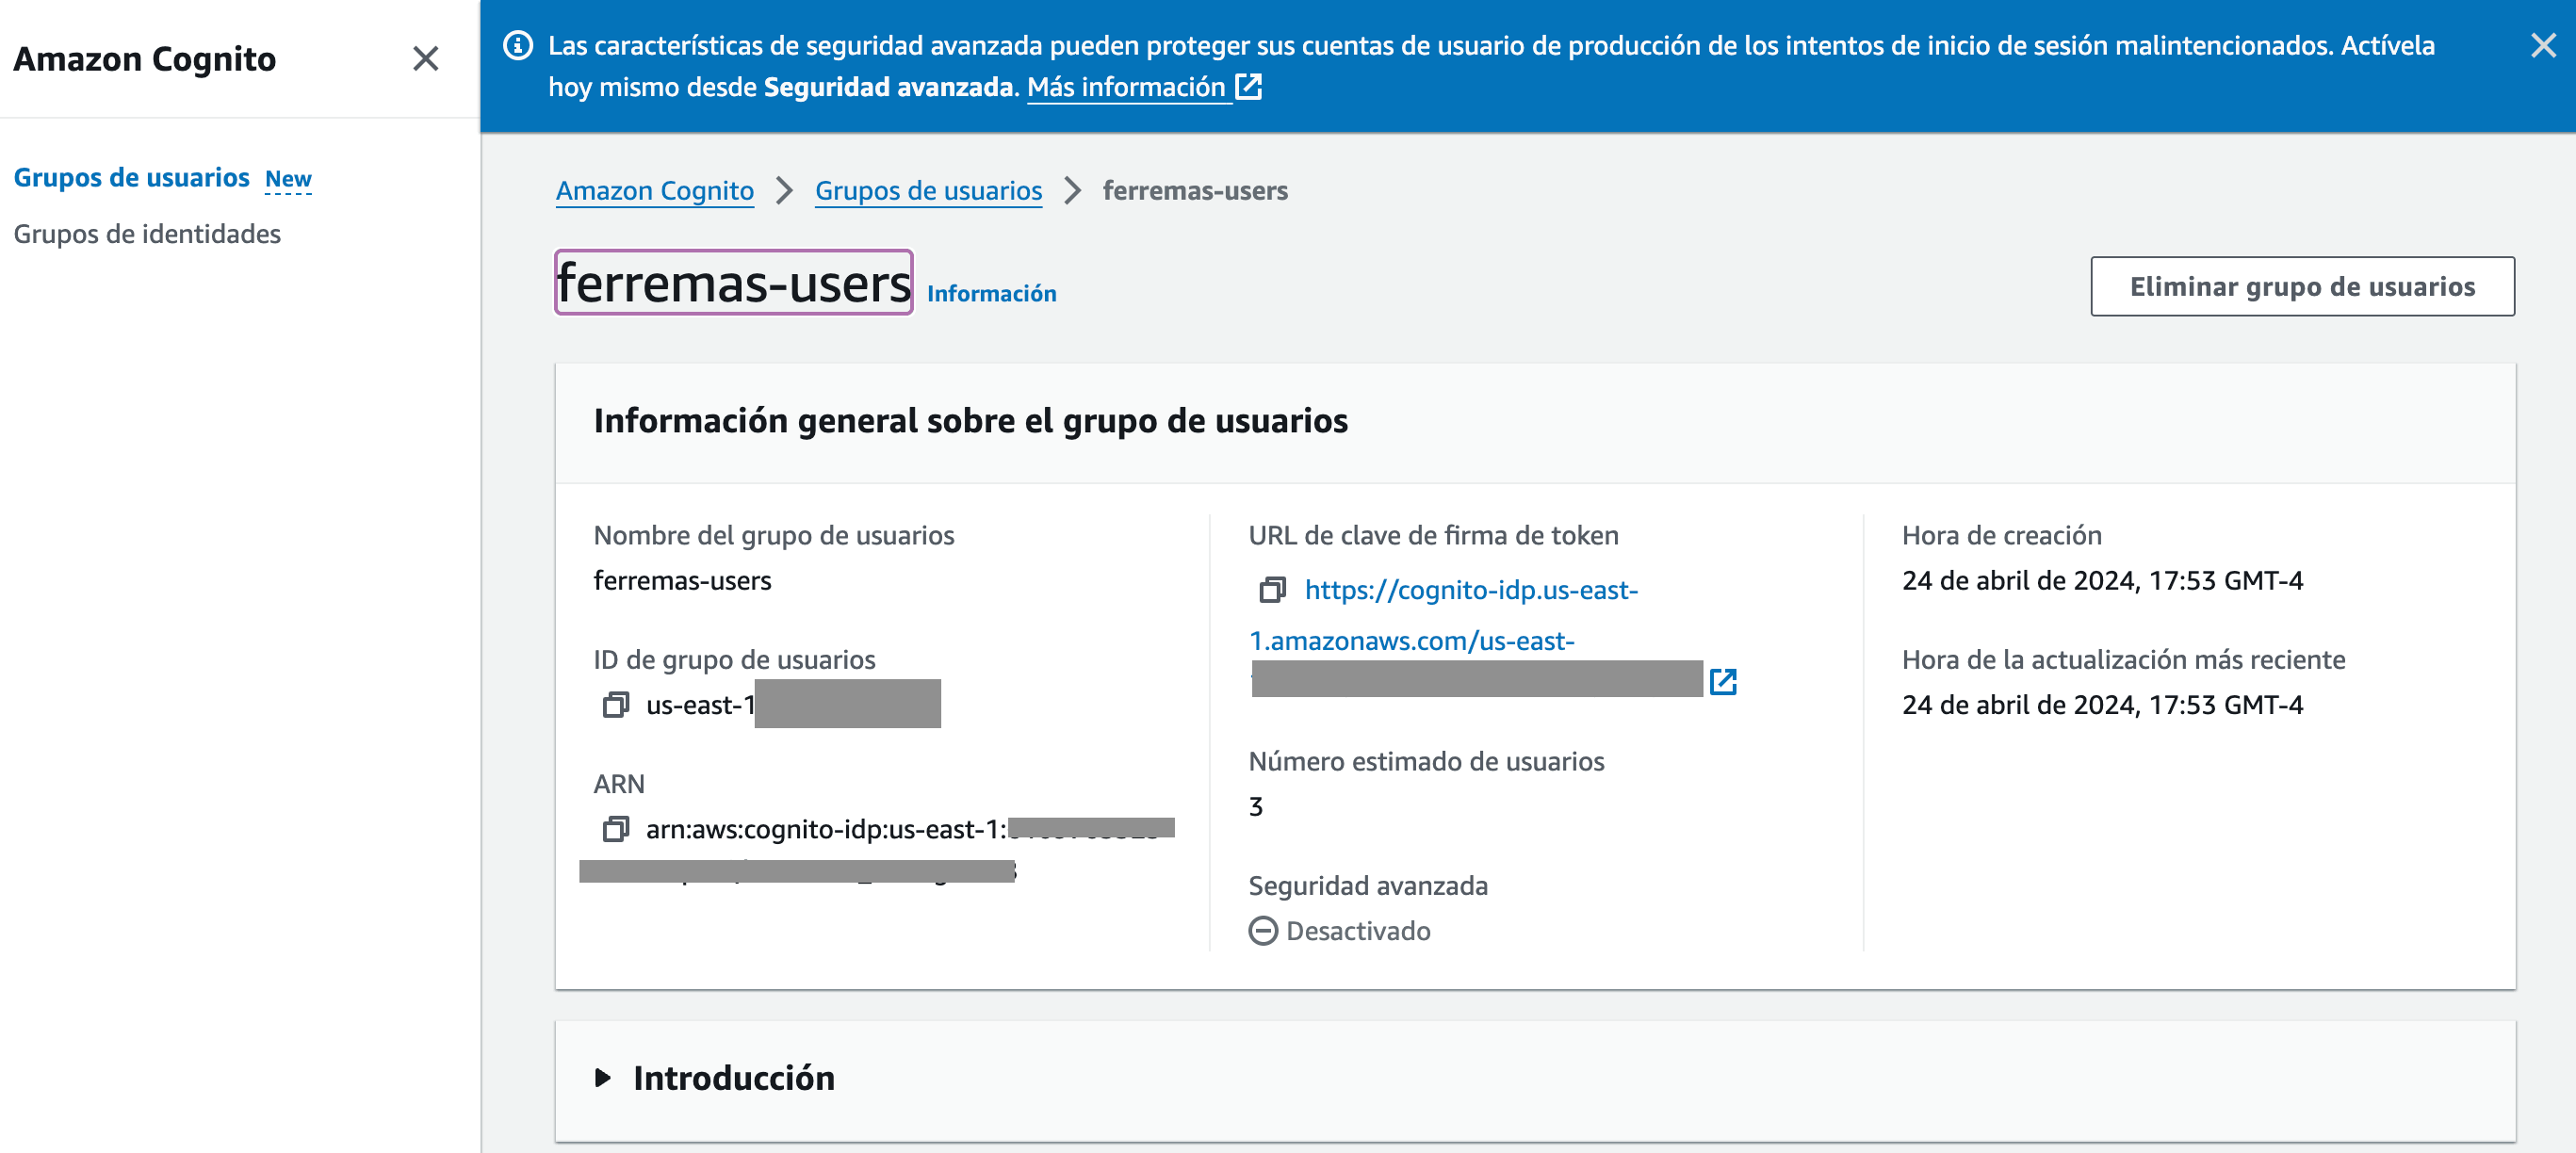 Amazon Cognito
Grupos de usuarios New
Grupos de identidades
Las características de seguridad avanzada pueden proteger sus cuentas de usuario de producción de los intentos de inicio de sesión malintencionados. Actívela
hoy mismo desde Seguridad avanzada. Más información
Amazon Cognito > Grupos de usuarios > ferremas-users
ferremas-users Información
Eliminar grupo de usuarios
Información general sobre el grupo de usuarios
Nombre del grupo de usuarios
ferremas-users
ID de grupo de usuarios
us-east-1
ARN
arn:aws:cognito-idp:us-east-1:
URL de clave de firma de token
https://cognito-idp.us-east-
1.amazonaws.com/us-east-
Número estimado de usuarios
3
Seguridad avanzada
Desactivado
Hora de creación
24 de abril de 2024, 17:53 GMT-4
Hora de la actualización más reciente
24 de abril de 2024, 17:53 GMT-4
Introducción